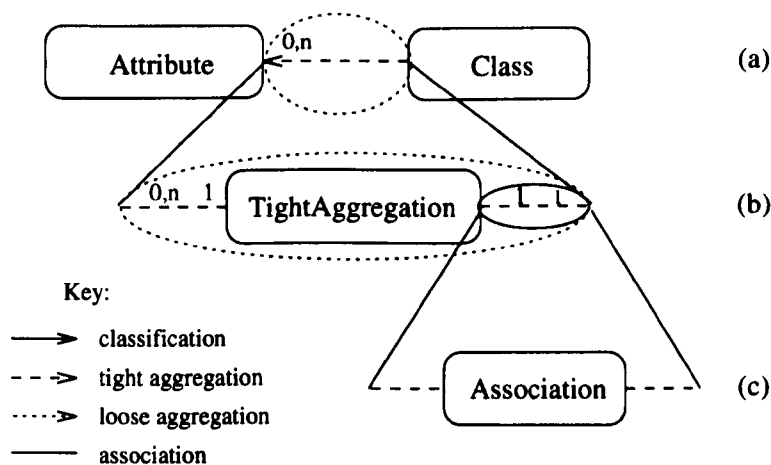 0,n
Attribute
Class
(a)
0,n
1
TightAggregation
(b)
Key:
classification
tight aggregation
loose aggregation
association
Association
(c)